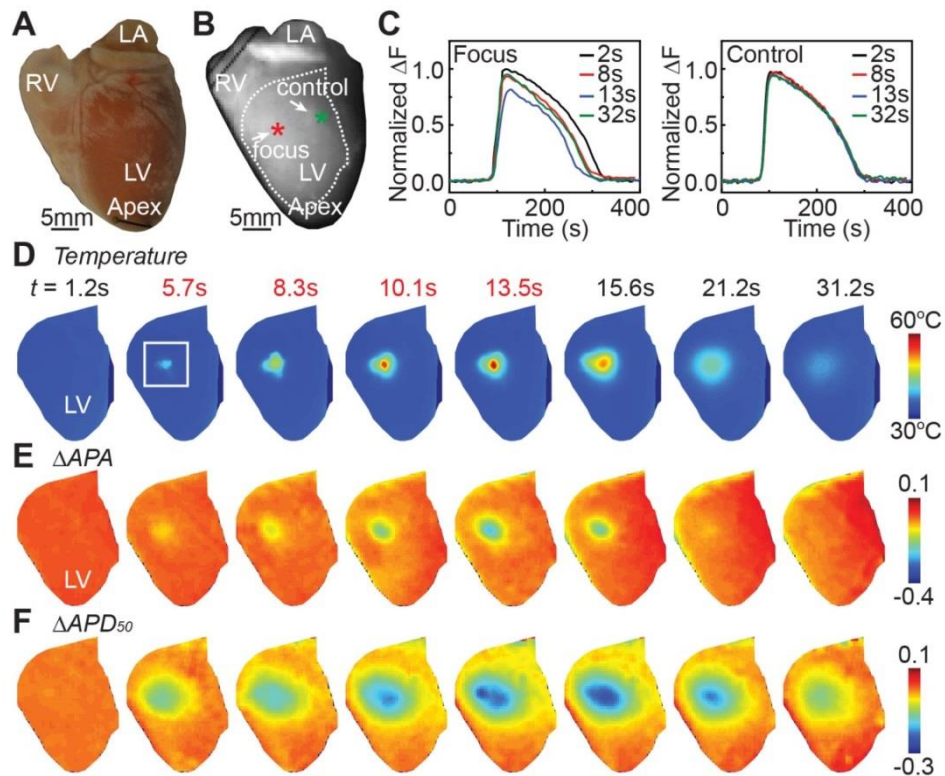 A
LA
RV
LV
Apex
5mm
B
LA
RV
control
*
*
focus
LV
Apex
5mm
C
Normalized ΔF
1.0
0.5
0.0
Focus
2s
8s
13s
32s
0 200 400
Time (s)
Normalized ΔF
1.0
0.5
0.0
Control
2s
8s
13s
32s
0 200 400
Time (s)
D Temperature
t = 1.2s 5.7s 8.3s 10.1s 13.5s 15.6s 21.2s 31.2s
LV
60°C
30°C
E ΔAPA
LV
0.1
-0.4
F ΔAPD₅₀
0.1
-0.3